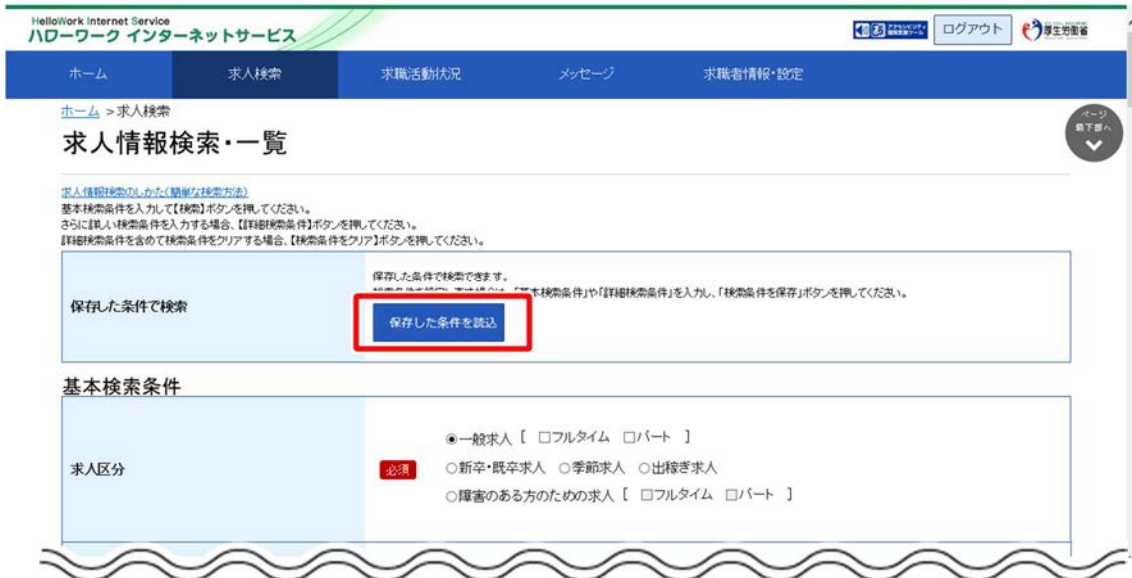 HelloWork Internet Service
ハローワーク インターネットサービス
ログアウト
厚生労働省
ホーム 求人検索 求職活動状況 メッセージ 求職者情報・設定
ホーム >求人検索
ページ
最下部へ
求人情報検索・一覧
求人情報検索のしかた(簡単な検索方法)
基本検索条件を入力して【検索】ボタンを押してください。
さらに詳しい検索条件を入力する場合、【詳細検索条件】ボタンを押してください。
詳細検索条件を含めて検索条件をクリアする場合、【検索条件をクリア】ボタンを押してください。
保存した条件で検索
保存した条件で検索できます。
「基本検索条件」や「詳細検索条件」を入力し、「検索条件を保存」ボタンを押してください。
保存した条件を読込
基本検索条件
求人区分
必須
一般求人 [ フルタイム パート ]
新卒・既卒求人 季節求人 出稼ぎ求人
障害のある方のための求人 [ フルタイム パート ]